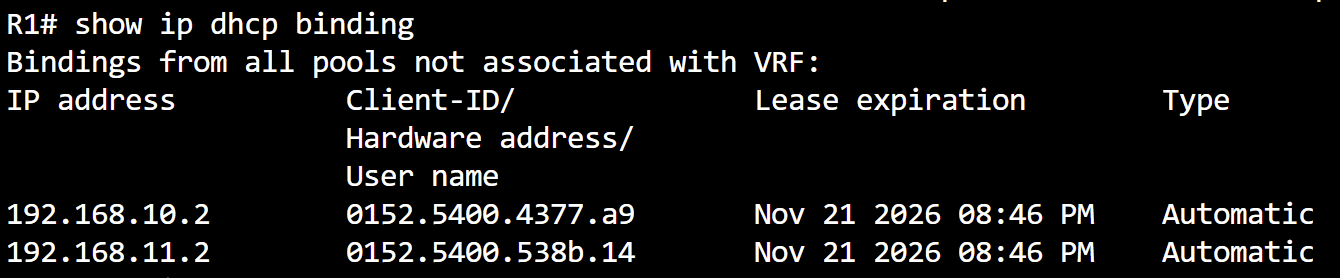 R1# show ip dhcp binding
Bindings from all pools not associated with VRF:
IP address Client-ID/ Lease expiration Type
Hardware address/
User name
192.168.10.2 0152.5400.4377.a9 Nov 21 2026 08:46 PM Automatic
192.168.11.2 0152.5400.538b.14 Nov 21 2026 08:46 PM Automatic